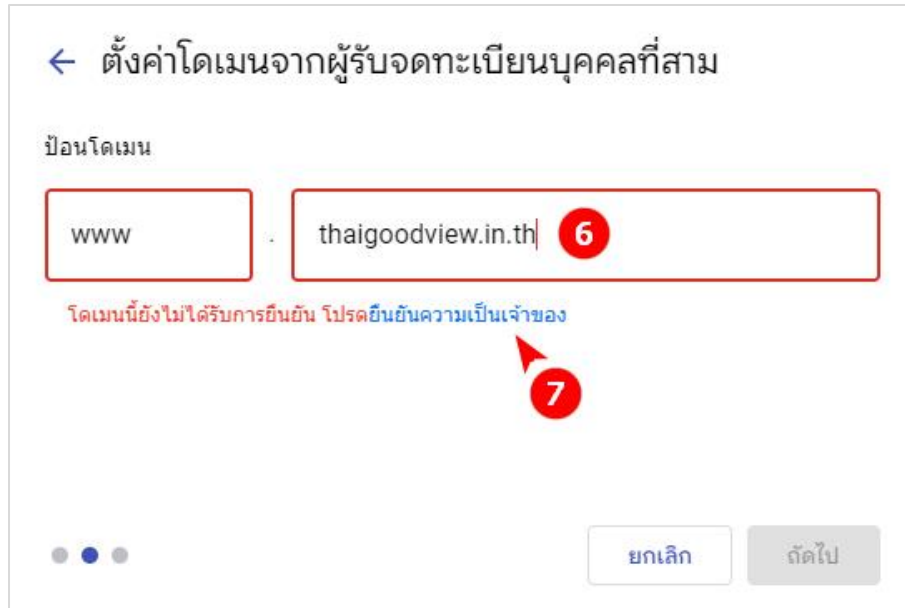 ← ตั้งค่าโดเมนจากผู้รับจดทะเบียนบุคคลที่สาม
ป้อนโดเมน
www . thaigoodview.in.th 6
โดเมนนี้ยังไม่ได้รับการยืนยัน โปรดยืนยันความเป็นเจ้าของ
7
ยกเลิก ถัดไป